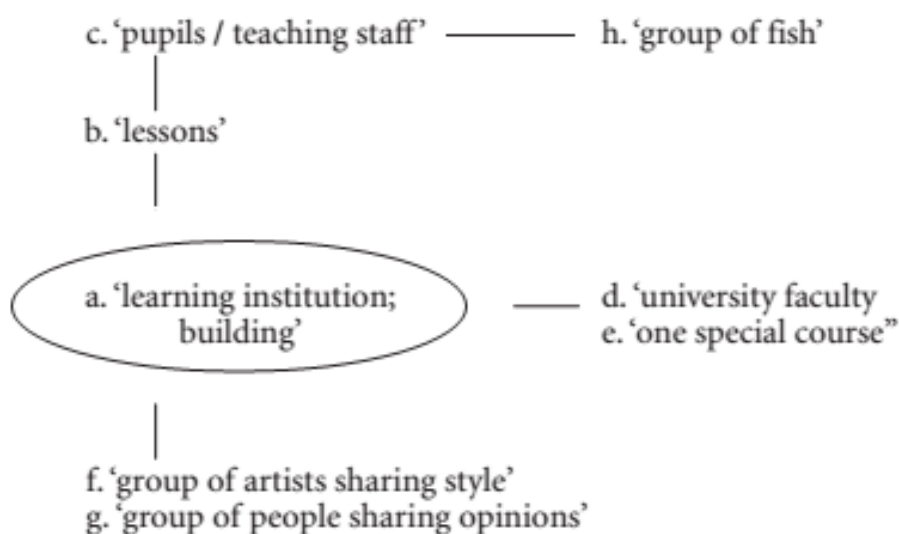 c. ‘pupils / teaching staff’
h. ‘group of fish’
b. ‘lessons’
a. ‘learning institution;
building’
d. ‘university faculty
e. ‘one special course”
f. ‘group of artists sharing style’
g. ‘group of people sharing opinions’